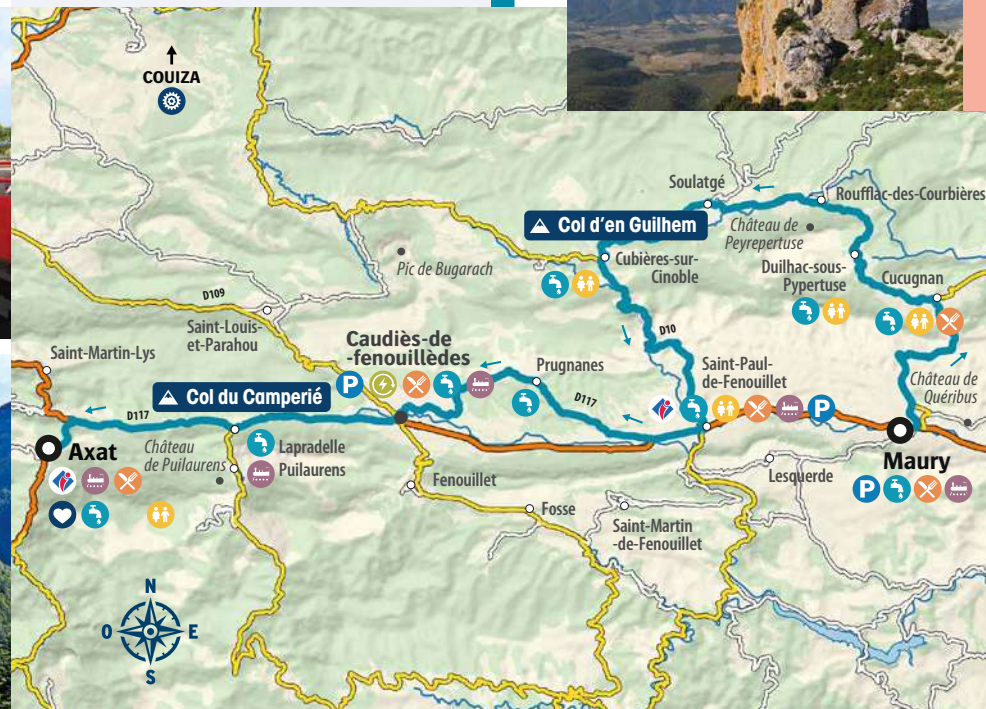 COUIZA
Soulatgé
Rouffiac-des-Courbières
Col d'en Guilhem
Château de
Peyrepertuse
Cubières-sur-
Cinoble
Pic de Bugarach
Duilhac-sous-
Pypertuse
Cucugnan
D109
D10
Saint-Louis-
et-Parahou
Caudiès-de
-fenouillèdes
Saint-Martin-Lys
Prugnanes
Saint-Paul-
de-Fenouillet
P
Château de
Quéribus
Col du Camperié
D117
D117
P
Axat
Château
de Puilaurens
Lapradelle
Puilaurens
Maury
Lesquerde
P
Fenouillet
Fosse
Saint-Martin
-de-Fenouillet
N
O
E
S